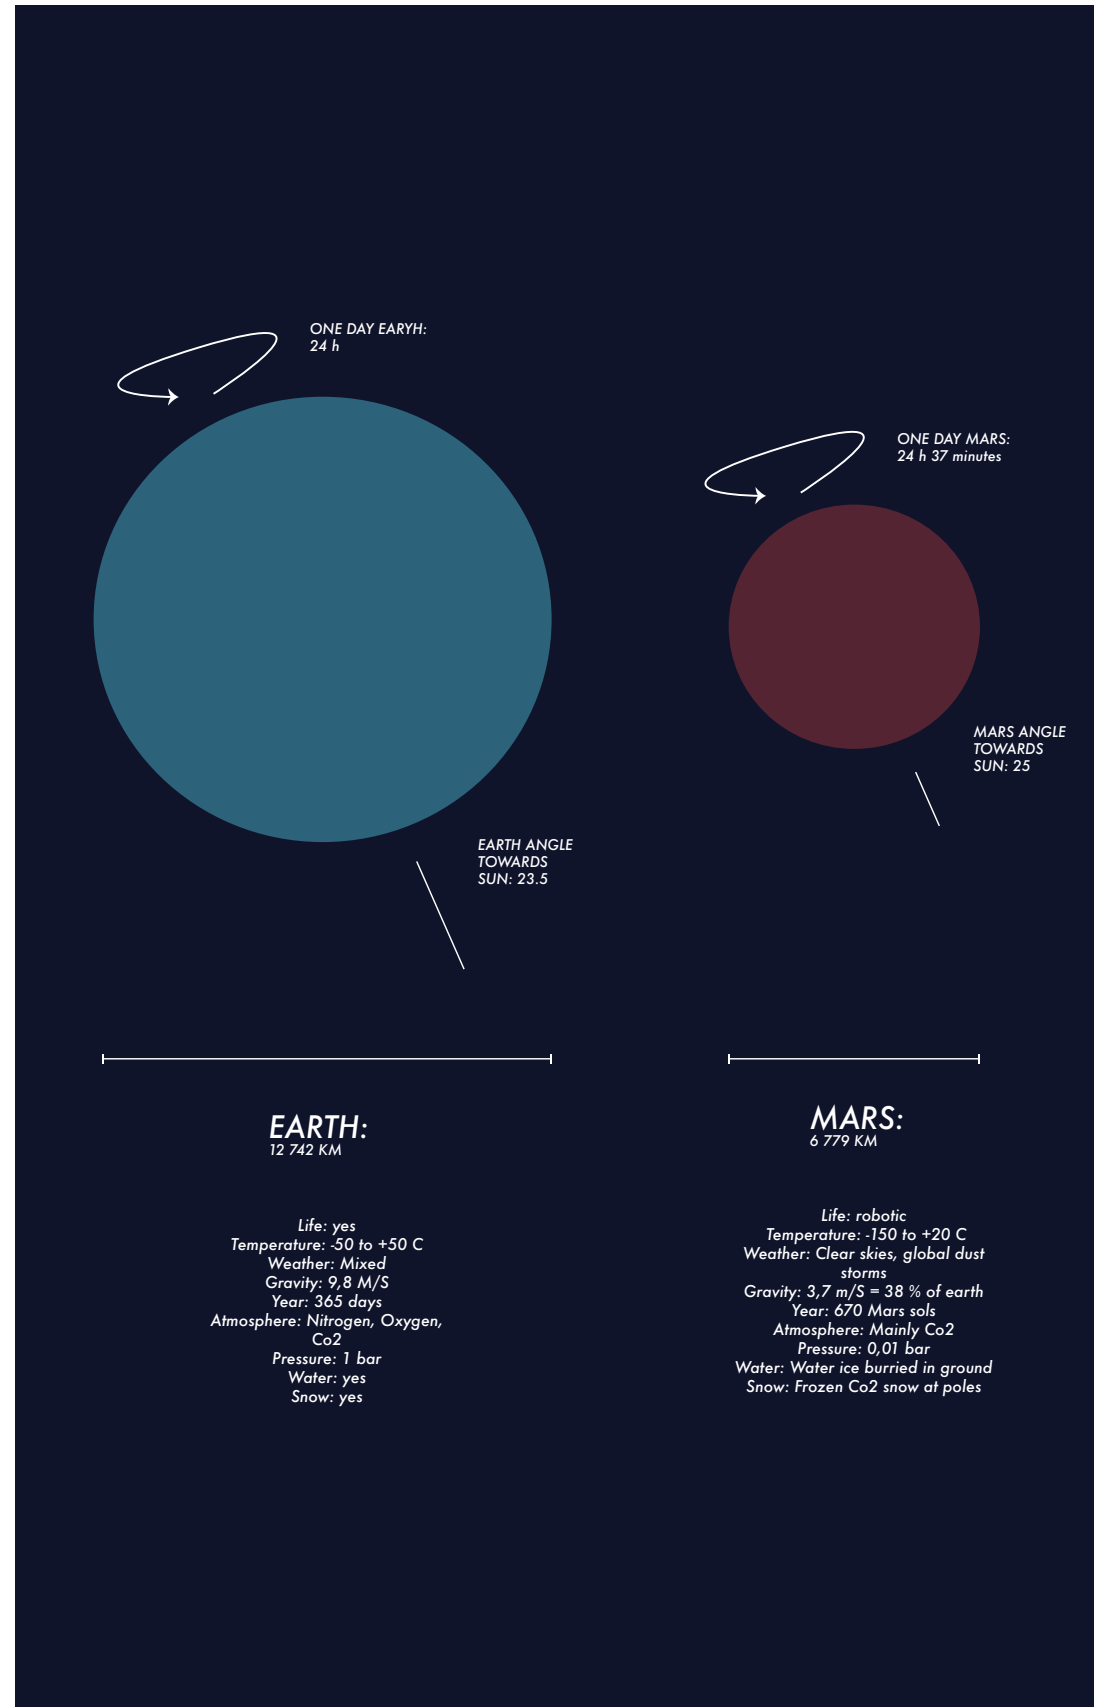 ONE DAY EARYH:
24 h
ONE DAY MARS:
24 h 37 minutes
MARS ANGLE
TOWARDS
SUN: 25
EARTH ANGLE
TOWARDS
SUN: 23.5
EARTH:
12 742 KM
Life: yes
Temperature: -50 to +50 C
Weather: Mixed
Gravity: 9,8 M/S
Year: 365 days
Atmosphere: Nitrogen, Oxygen,
Co2
Pressure: 1 bar
Water: yes
Snow: yes
MARS:
6 779 KM
Life: robotic
Temperature: -150 to +20 C
Weather: Clear skies, global dust
storms
Gravity: 3,7 m/S = 38 % of earth
Year: 670 Mars sols
Atmosphere: Mainly Co2
Pressure: 0,01 bar
Water: Water ice burried in ground
Snow: Frozen Co2 snow at poles